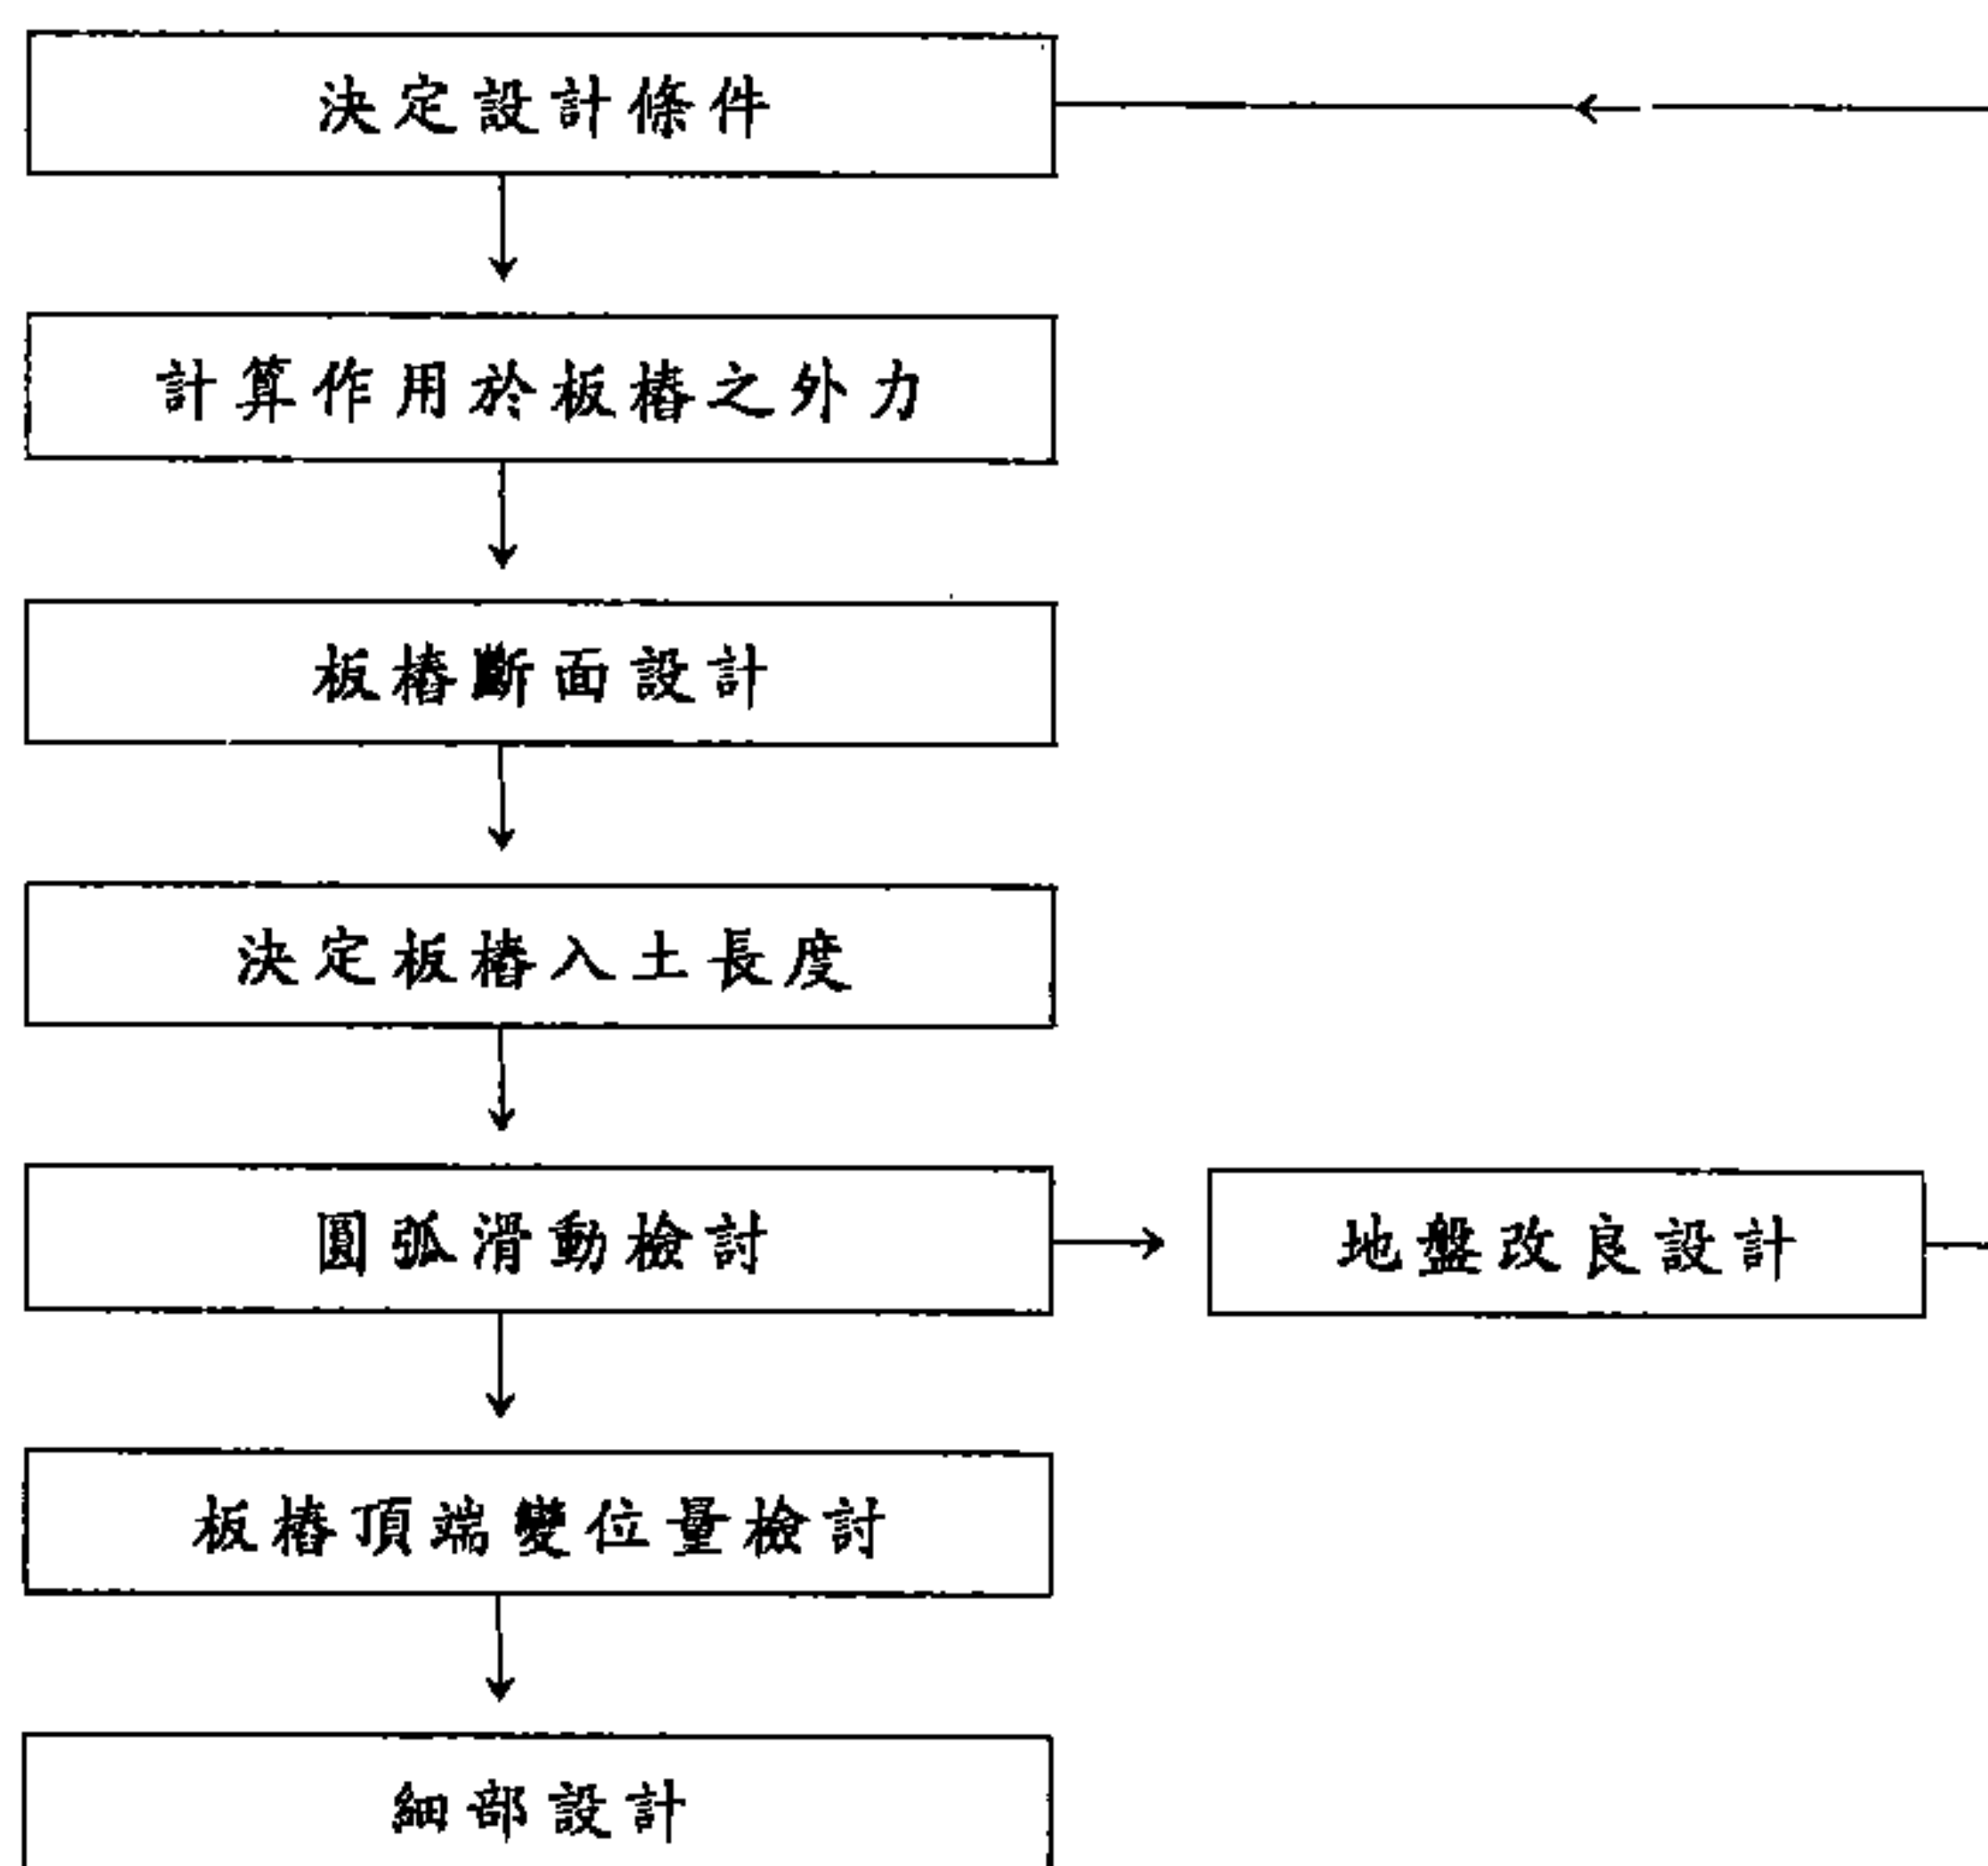 決定設計條件
計算作用於板樁之外力
板樁斷面設計
決定板樁入土長度
圓弧滑動檢討
地盤改良設計
板樁頂端變位量檢討
細部設計